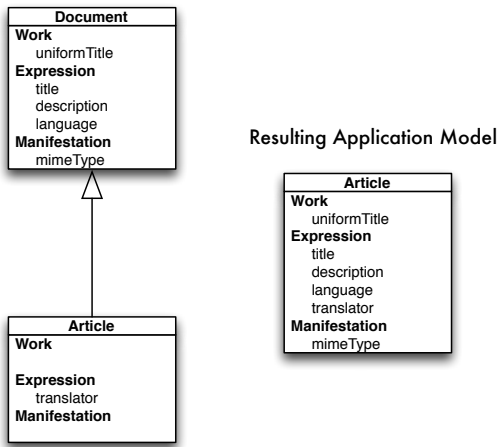 Document
Work
uniformTitle
Expression
title
description
language
Manifestation
mimeType
Article
Work
Expression
translator
Manifestation
Resulting Application Model
Article
Work
uniformTitle
Expression
title
description
language
translator
Manifestation
mimeType